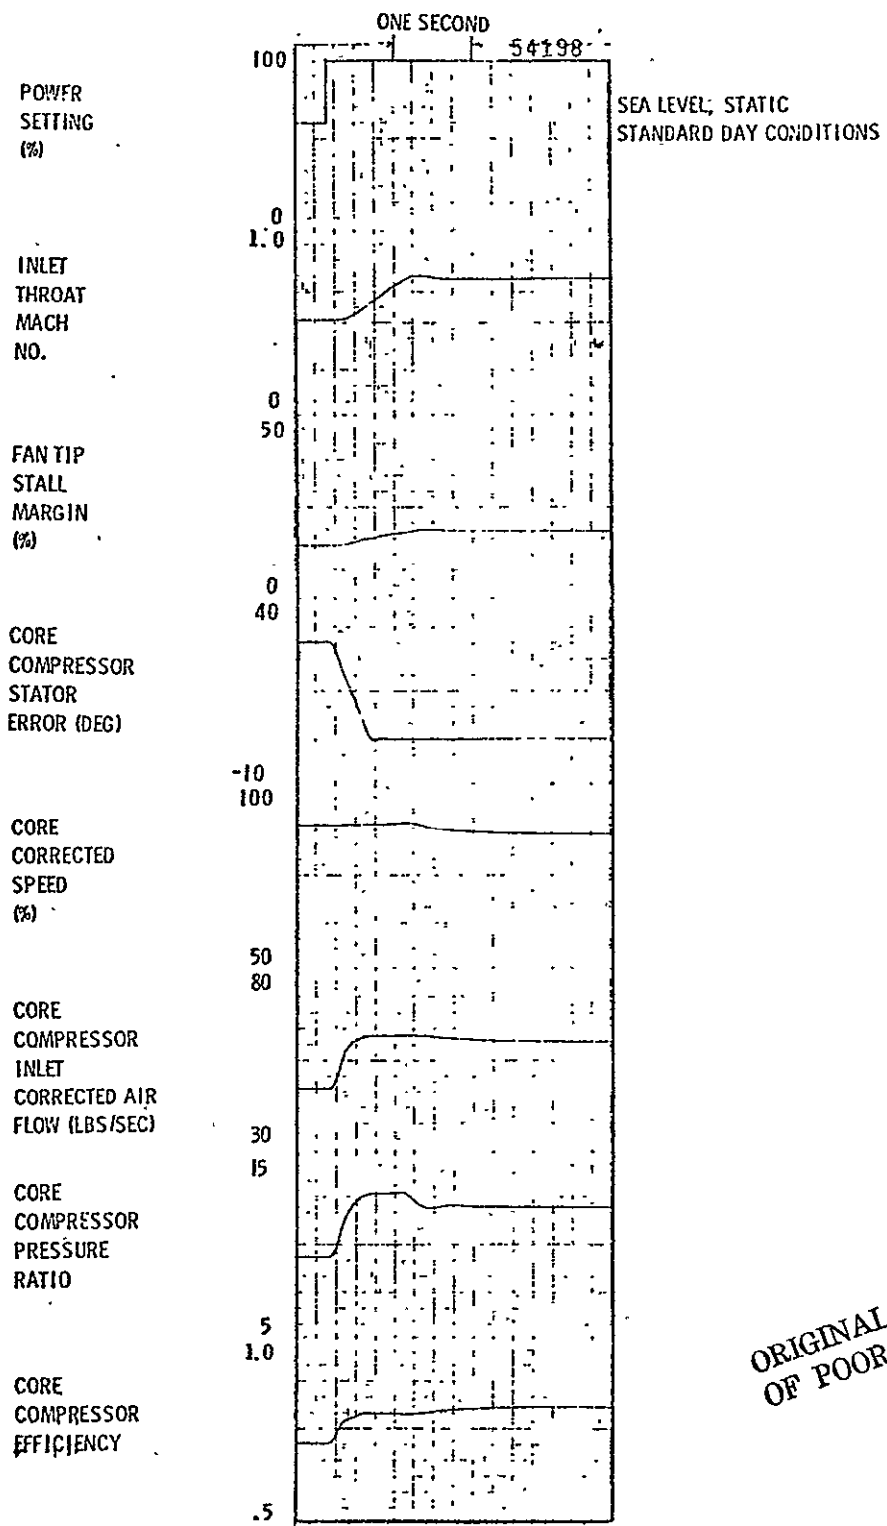 ONE SECOND
54198
100
POWER
SETTING
(%)
SEA LEVEL, STATIC
STANDARD DAY CONDITIONS
0
1.0
INLET
THROAT
MACH
NO.
0
50
FAN TIP
STALL
MARGIN
(%)
0
40
CORE
COMPRESSOR
STATOR
ERROR (DEG)
-10
100
CORE
CORRECTED
SPEED
(%)
50
80
CORE
COMPRESSOR
INLET
CORRECTED AIR
FLOW (LBS/SEC)
30
15
CORE
COMPRESSOR
PRESSURE
RATIO
5
1.0
CORE
COMPRESSOR
EFFICIENCY
.5
ORIGINAL
OF POOR